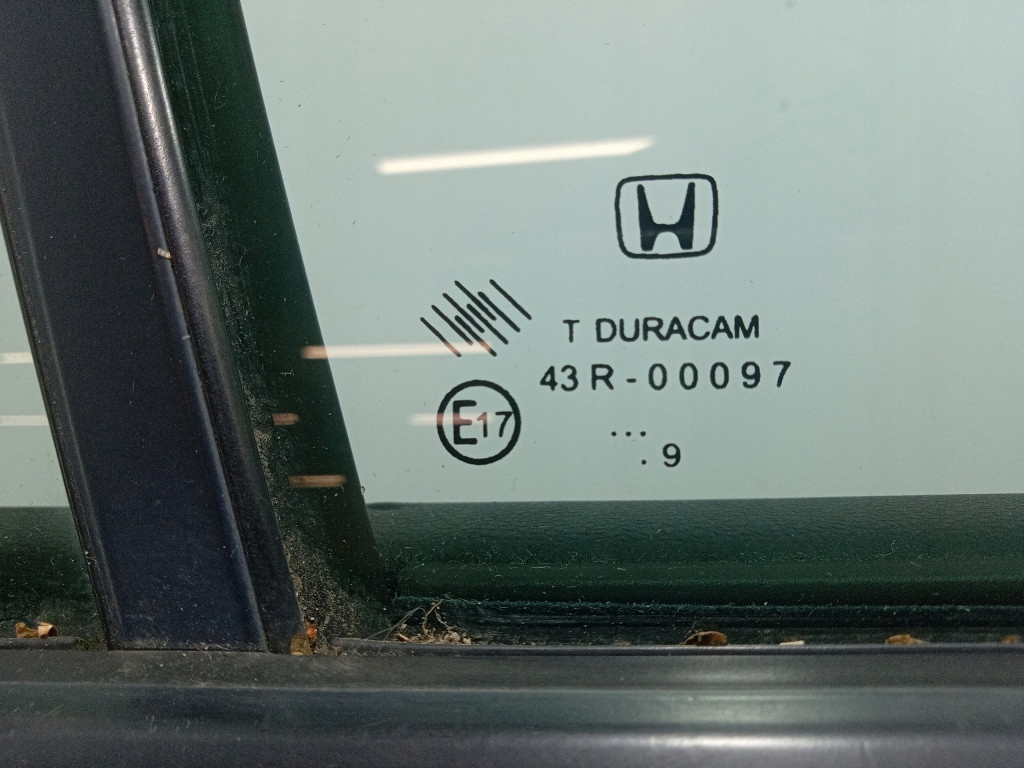 T DURACAM
43R-00097
E17
...
. 9